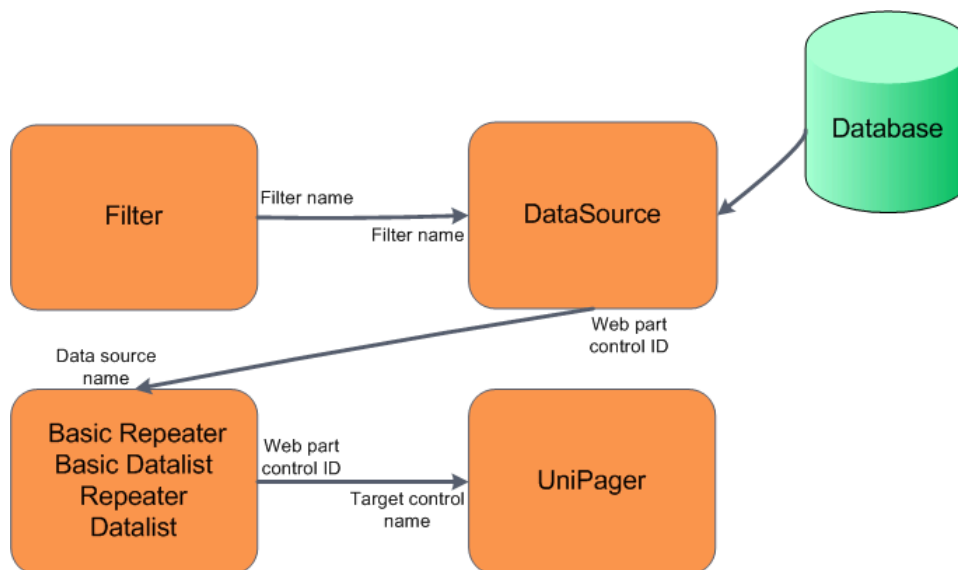 Database
Filter
Filter name
Filter name
DataSource
Web part
control ID
Data source
name
Basic Repeater
Basic Datalist
Repeater
Datalist
Web part
control ID
Target control
name
UniPager